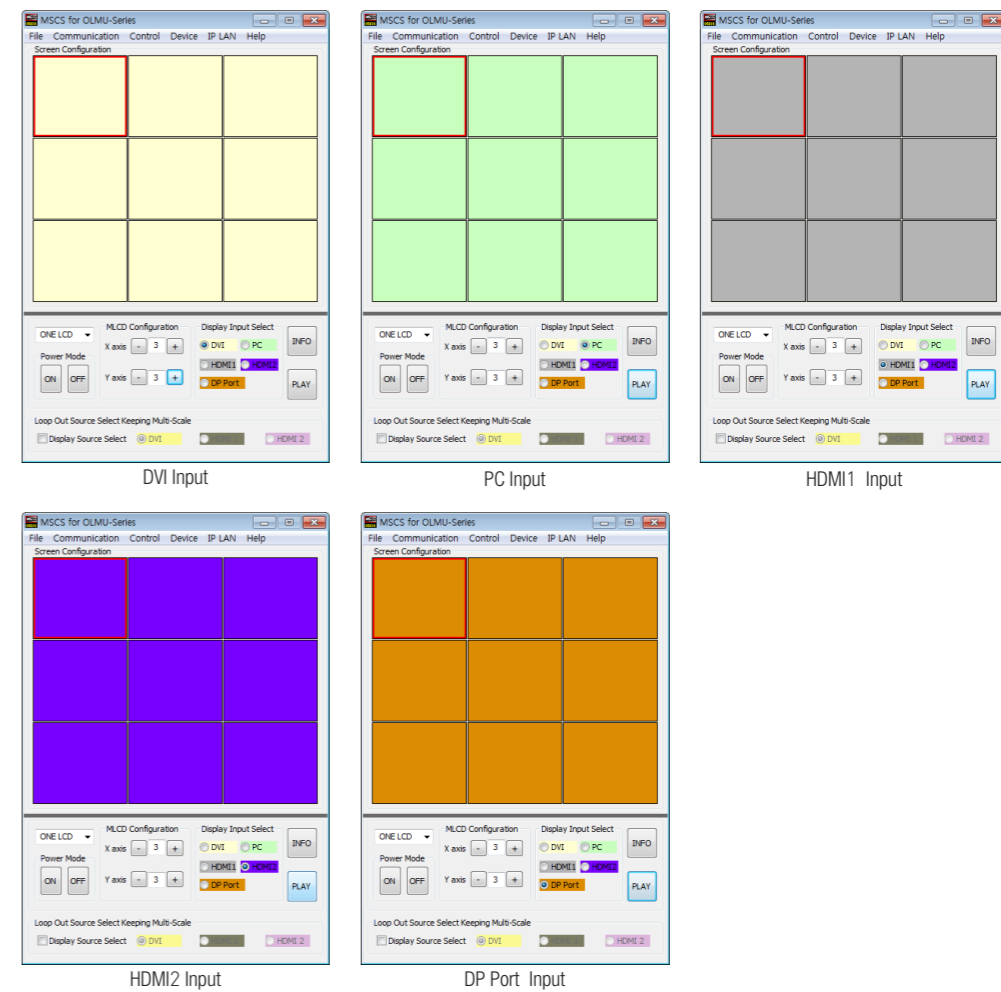 MSCS for OLMU-Series
File Communication Control Device IP LAN Help
Screen Configuration
ONE LCD
MLCD Configuration
Display Input Select
X axis - 3 +
DVI PC
INFO
Power Mode
HDMI1 HDMI2
ON OFF
Y axis - 3 +
DP Port
PLAY
Loop Out Source Select Keeping Multi-Scale
Display Source Select DVI HDMI 2
DVI Input
MSCS for OLMU-Series
File Communication Control Device IP LAN Help
Screen Configuration
ONE LCD
MLCD Configuration
Display Input Select
X axis - 3 +
DVI PC
INFO
Power Mode
HDMI1 HDMI2
ON OFF
Y axis - 3 +
DP Port
PLAY
Loop Out Source Select Keeping Multi-Scale
Display Source Select DVI HDMI 2
PC Input
MSCS for OLMU-Series
File Communication Control Device IP LAN Help
Screen Configuration
ONE LCD
MLCD Configuration
Display Input Select
X axis - 3 +
DVI PC
INFO
Power Mode
HDMI1 HDMI2
ON OFF
Y axis - 3 +
DP Port
PLAY
Loop Out Source Select Keeping Multi-Scale
Display Source Select DVI HDMI 2
HDMI1 Input
MSCS for OLMU-Series
File Communication Control Device IP LAN Help
Screen Configuration
ONE LCD
MLCD Configuration
Display Input Select
X axis - 3 +
DVI PC
INFO
Power Mode
HDMI1 HDMI2
ON OFF
Y axis - 3 +
DP Port
PLAY
Loop Out Source Select Keeping Multi-Scale
Display Source Select DVI HDMI 2
HDMI2 Input
MSCS for OLMU-Series
File Communication Control Device IP LAN Help
Screen Configuration
ONE LCD
MLCD Configuration
Display Input Select
X axis - 3 +
DVI PC
INFO
Power Mode
HDMI1 HDMI2
ON OFF
Y axis - 3 +
DP Port
PLAY
Loop Out Source Select Keeping Multi-Scale
Display Source Select DVI HDMI 2
DP Port Input